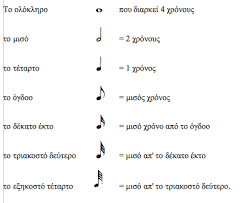 Το ολόκληρο που διαρκεί 4 χρόνους
το μισό = 2 χρόνους
το τέταρτο = 1 χρόνος
το όγδοο = μισός χρόνος
το δέκατο έκτο = μισό χρόνο από το όγδοο
το τριακοστό δεύτερο = μισό απ' το δέκατο έκτο
το εξηκοστό τέταρτο = μισό απ' το τριακοστό δεύτερο.